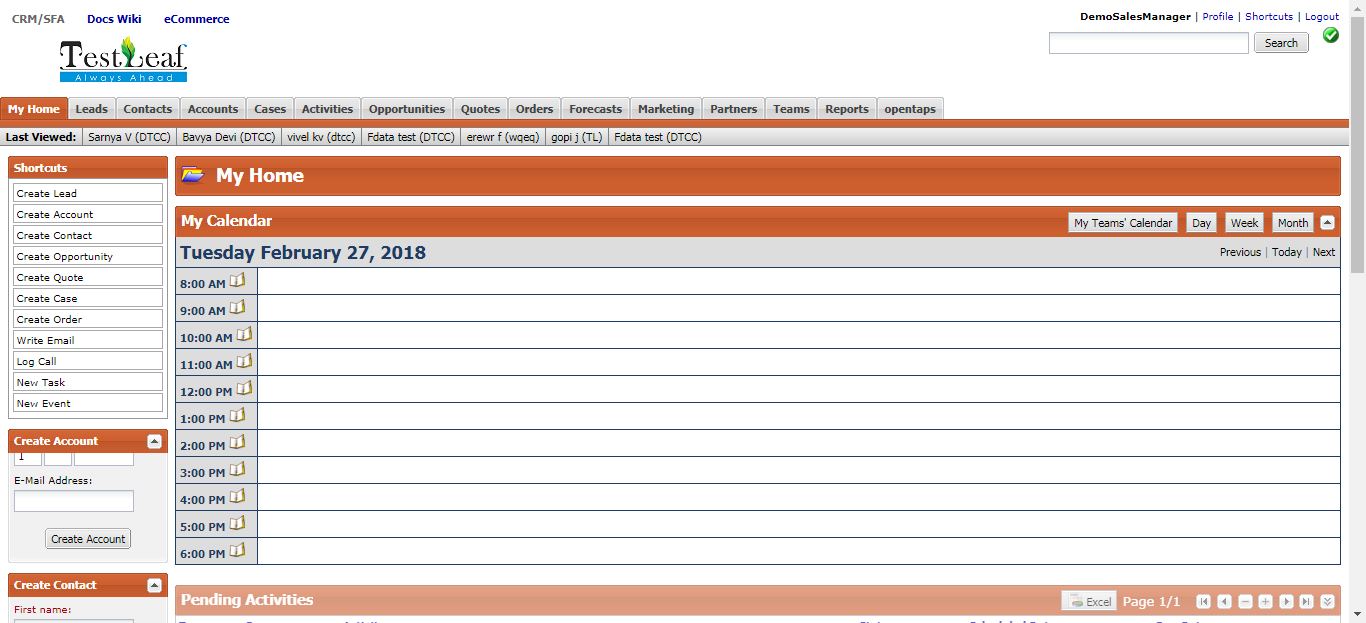 CRM/SFA Docs Wiki eCommerce
DemoSalesManager | Profile | Shortcuts | Logout
TestLeaf
Always Ahead
Search
My Home Leads Contacts Accounts Cases Activities Opportunities Quotes Orders Forecasts Marketing Partners Teams Reports opentaps
Last Viewed: Sarnya V (DTCC) Bavya Devi (DTCC) vivel kv (dtcc) Fdata test (DTCC) erewr f (wqeq) gopi j (TL) Fdata test (DTCC)
Shortcuts
Create Lead
Create Account
Create Contact
Create Opportunity
Create Quote
Create Case
Create Order
Write Email
Log Call
New Task
New Event
Create Account
1
E-Mail Address:
Create Account
Create Contact
First name:
My Home
My Calendar
My Teams' Calendar Day Week Month
Tuesday February 27, 2018
Previous | Today | Next
8:00 AM
9:00 AM
10:00 AM
11:00 AM
12:00 PM
1:00 PM
2:00 PM
3:00 PM
4:00 PM
5:00 PM
6:00 PM
Pending Activities
Excel Page 1/1